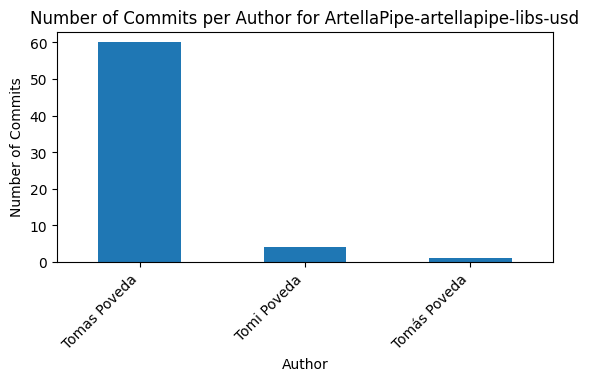 Number of Commits per Author for ArtellaPipe-artellapipe-libs-usd
Number of Commits
60
50
40
30
20
10
0
Tomas Poveda
Tomi Poveda
Tomás Poveda
Author